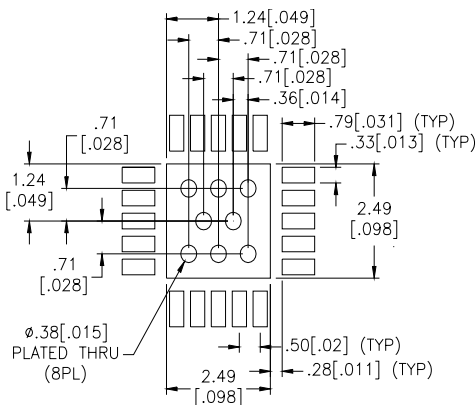 1.24[.049]
.71[.028]
.71[.028]
.71[.028]
.36[.014]
.79[.031] (TYP)
.33[.013] (TYP)
.71
[.028]
1.24
[.049]
2.49
[.098]
.71
[.028]
ø.38[.015]
PLATED THRU
(8PL)
.50[.02] (TYP)
.28[.011] (TYP)
2.49
[.098]